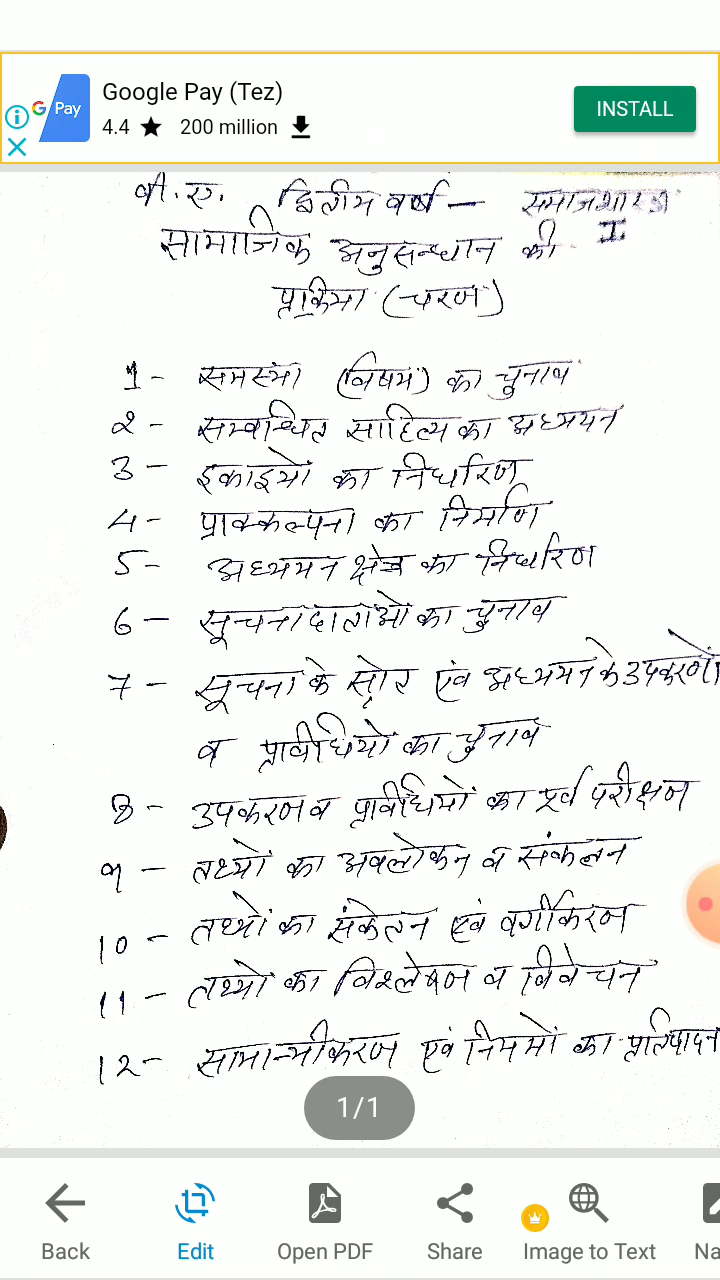 Google Pay (Tez)
G Pay
4.4 ★ 200 million
INSTALL
बी.ए. द्वितीय वर्ष — समाजशास्त्र
I
सामाजिक अनुसन्धान की
प्रक्रिया (चरण)
1- समस्या (विषय) का चुनाव
2- सम्बन्धित साहित्य का अध्ययन
3- इकाइयों का निर्धारण
4- प्राक्कल्पना का निर्माण
5- अध्ययन क्षेत्र का निर्धारण
6- सूचनादाताओं का चुनाव
7- सूचना के स्त्रोत एवं अध्ययन के उपकरणों
व प्राविधियों का चुनाव
8- उपकरण व प्राविधियों का पूर्व परीक्षण
९- तथ्यों का अवलोकन व संकलन
10- तथ्यों का संकेतन एवं वर्गीकरण
11- तथ्यों का विश्लेषण व विवेचन
12- सामान्यीकरण एवं नियमों का प्रतिपादन
1/1
Back
Edit
Open PDF
Share
Image to Text
Na